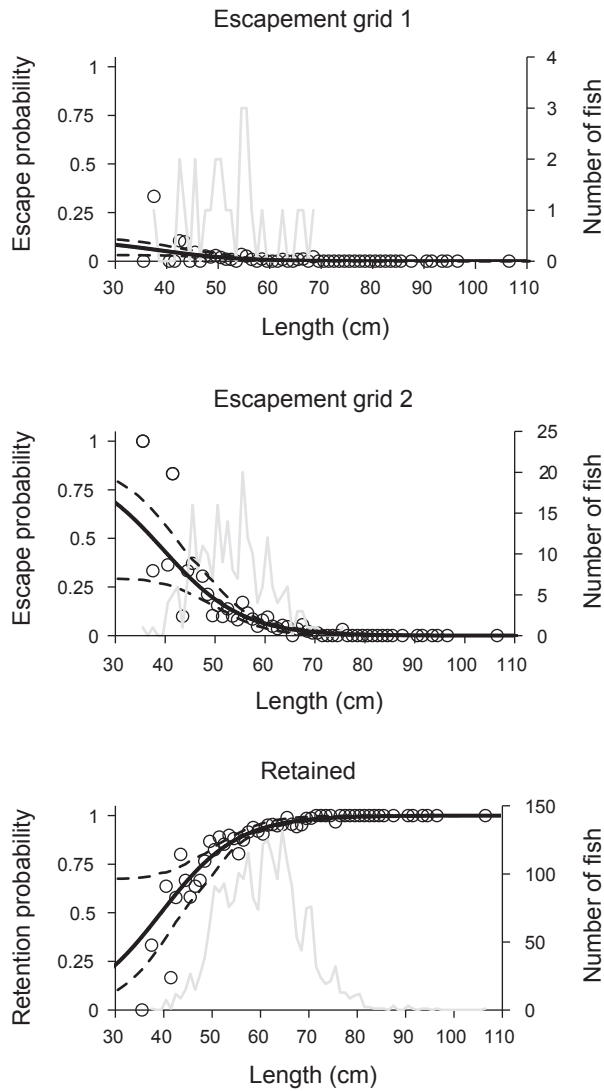 Escapement grid 1
Escape probability
1
0.75
0.5
0.25
0
4
3
2
1
0
Number of fish
30 40 50 60 70 80 90 100 110
Length (cm)
Escapement grid 2
Escape probability
1
0.75
0.5
0.25
0
25
20
15
10
5
0
Number of fish
30 40 50 60 70 80 90 100 110
Length (cm)
Retained
Retention probability
1
0.75
0.5
0.25
0
150
100
50
0
Number of fish
30 40 50 60 70 80 90 100 110
Length (cm)